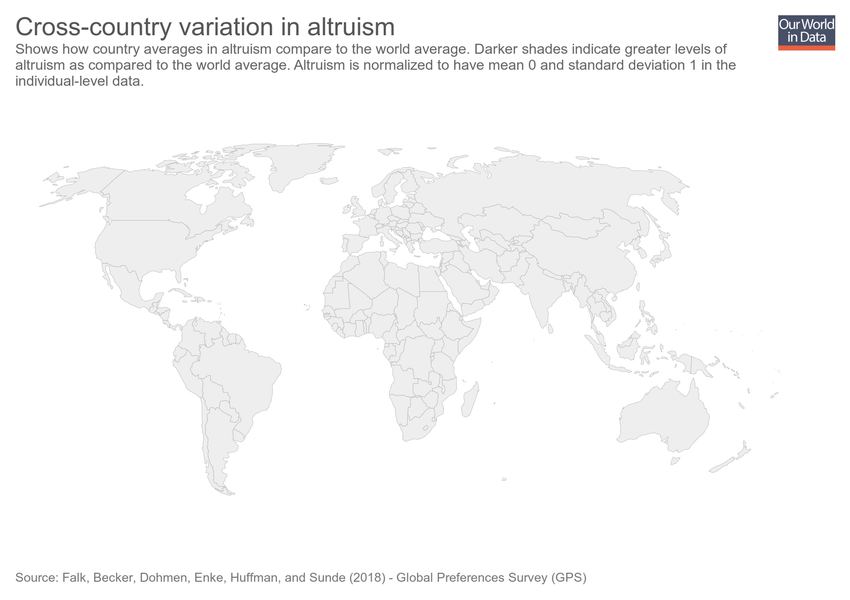 Cross-country variation in altruism
Our World
in Data
Shows how country averages in altruism compare to the world average. Darker shades indicate greater levels of
altruism as compared to the world average. Altruism is normalized to have mean 0 and standard deviation 1 in the
individual-level data.
Source: Falk, Becker, Dohmen, Enke, Huffman, and Sunde (2018) - Global Preferences Survey (GPS)